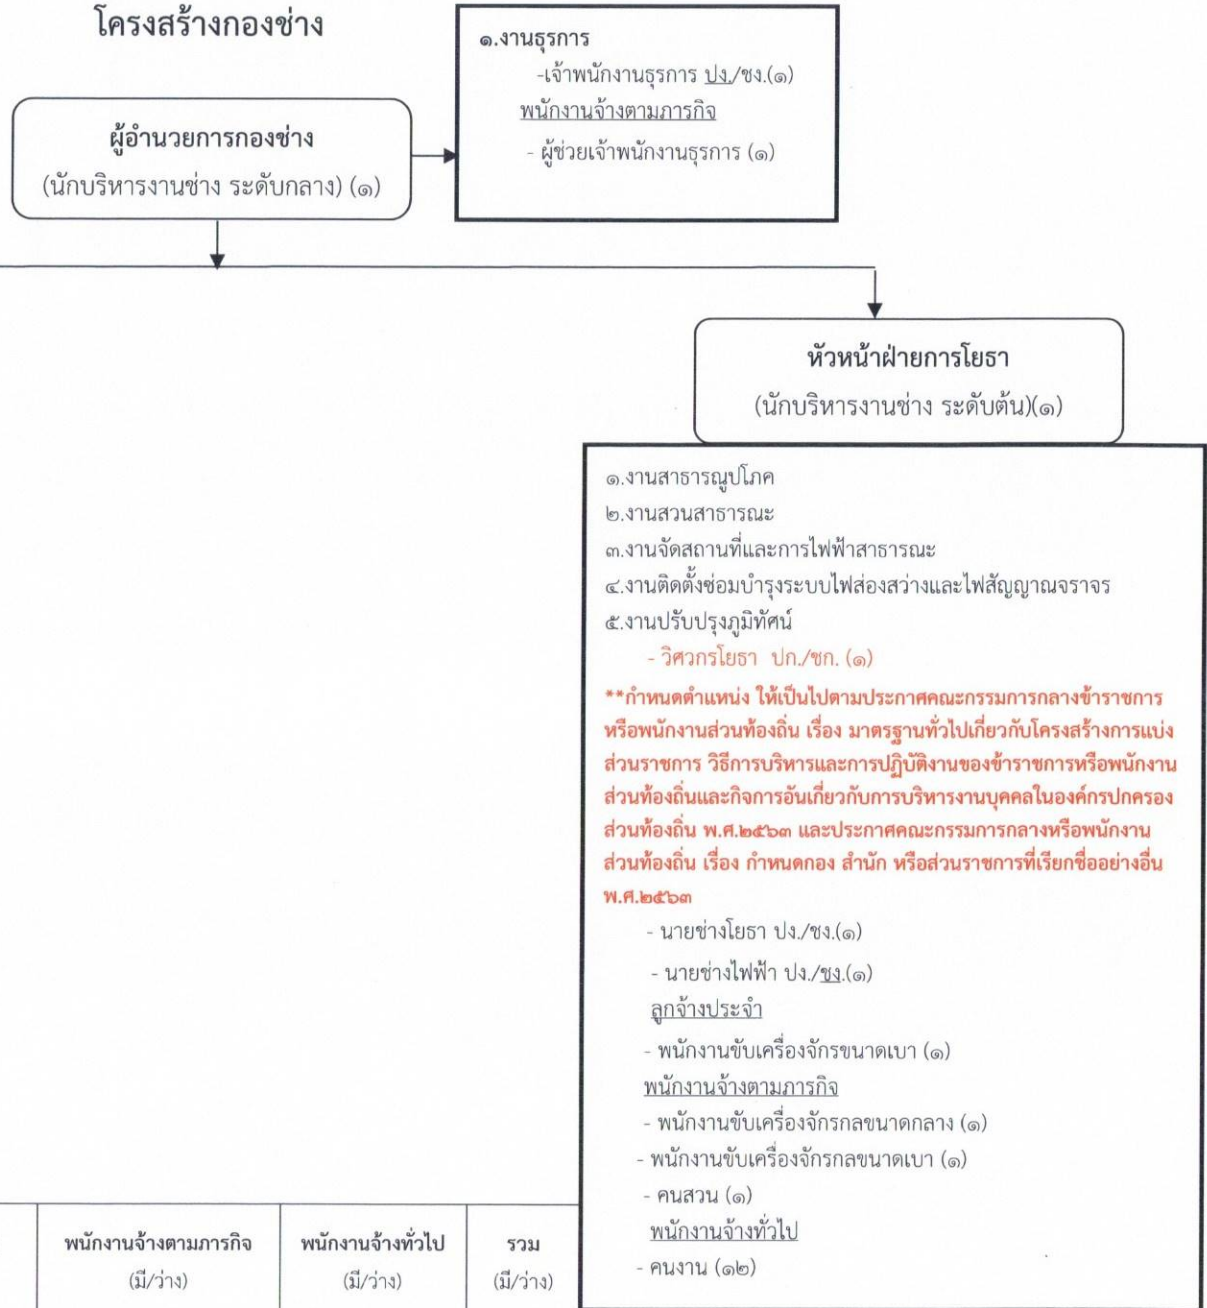 โครงสร้างกองช่าง
ผู้อำนวยการกองช่าง
(นักบริหารงานช่าง ระดับกลาง) (๑)
๑.งานธุรการ
-เจ้าพนักงานธุรการ ปง./ชง.(๑)
พนักงานจ้างตามภารกิจ
- ผู้ช่วยเจ้าพนักงานธุรการ (๑)
หัวหน้าฝ่ายการโยธา
(นักบริหารงานช่าง ระดับต้น)(๑)
๑.งานสาธารณูปโภค
๒.งานสวนสาธารณะ
๓.งานจัดสถานที่และการไฟฟ้าสาธารณะ
๔.งานติดตั้งซ่อมบำรุงระบบไฟส่องสว่างและไฟสัญญาณจราจร
๕.งานปรับปรุงภูมิทัศน์
- วิศวกรโยธา ปก./ชก. (๑)
**กำหนดตำแหน่ง ให้เป็นไปตามประกาศคณะกรรมการกลางข้าราชการ
หรือพนักงานส่วนท้องถิ่น เรื่อง มาตรฐานทั่วไปเกี่ยวกับโครงสร้างการแบ่ง
ส่วนราชการ วิธีการบริหารและการปฏิบัติงานของข้าราชการหรือพนักงาน
ส่วนท้องถิ่นและกิจการอันเกี่ยวกับการบริหารงานบุคคลในองค์กรปกครอง
ส่วนท้องถิ่น พ.ศ.๒๕๖๓ และประกาศคณะกรรมการกลางหรือพนักงาน
ส่วนท้องถิ่น เรื่อง กำหนดกอง สำนัก หรือส่วนราชการที่เรียกชื่ออย่างอื่น
พ.ศ.๒๕๖๓
- นายช่างโยธา ปง./ชง.(๑)
- นายช่างไฟฟ้า ปง./ชง.(๑)
ลูกจ้างประจำ
- พนักงานขับเครื่องจักรขนาดเบา (๑)
พนักงานจ้างตามภารกิจ
- พนักงานขับเครื่องจักรกลขนาดกลาง (๑)
- พนักงานขับเครื่องจักรกลขนาดเบา (๑)
- คนสวน (๑)
พนักงานจ้างทั่วไป
- คนงาน (๑๒)
พนักงานจ้างตามภารกิจ
(มี/ว่าง)
พนักงานจ้างทั่วไป
(มี/ว่าง)
รวม
(มี/ว่าง)